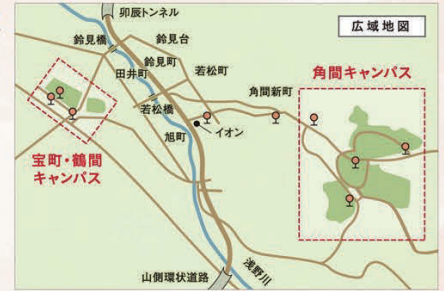 卯辰トンネル
広域地図
鈴見橋
鈴見台
鈴見町
田井町
若松町
角間キャンパス
角間新町
若松橋
イオン
旭町
宝町・鶴間
キャンパス
浅野川
山側環状道路